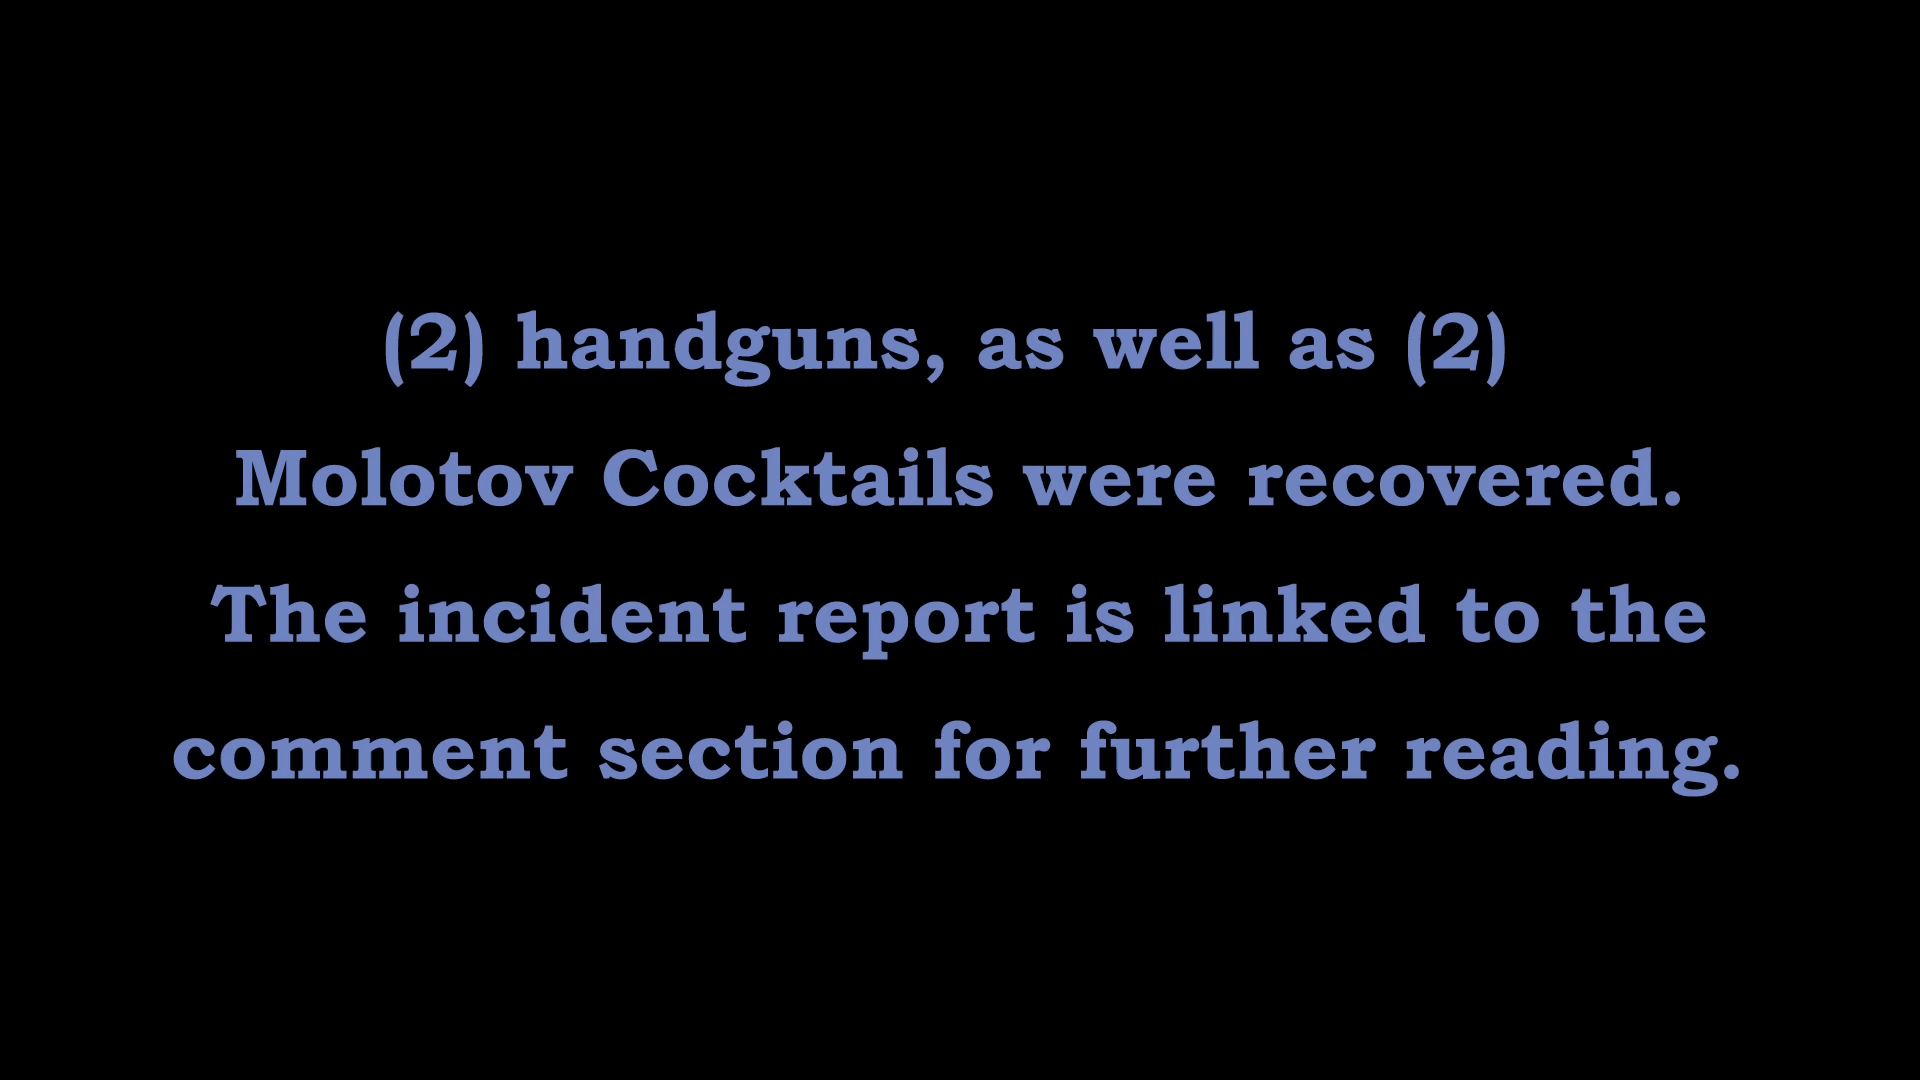 (2) handguns, as well as (2)
Molotov Cocktails were recovered.
The incident report is linked to the
comment section for further reading.